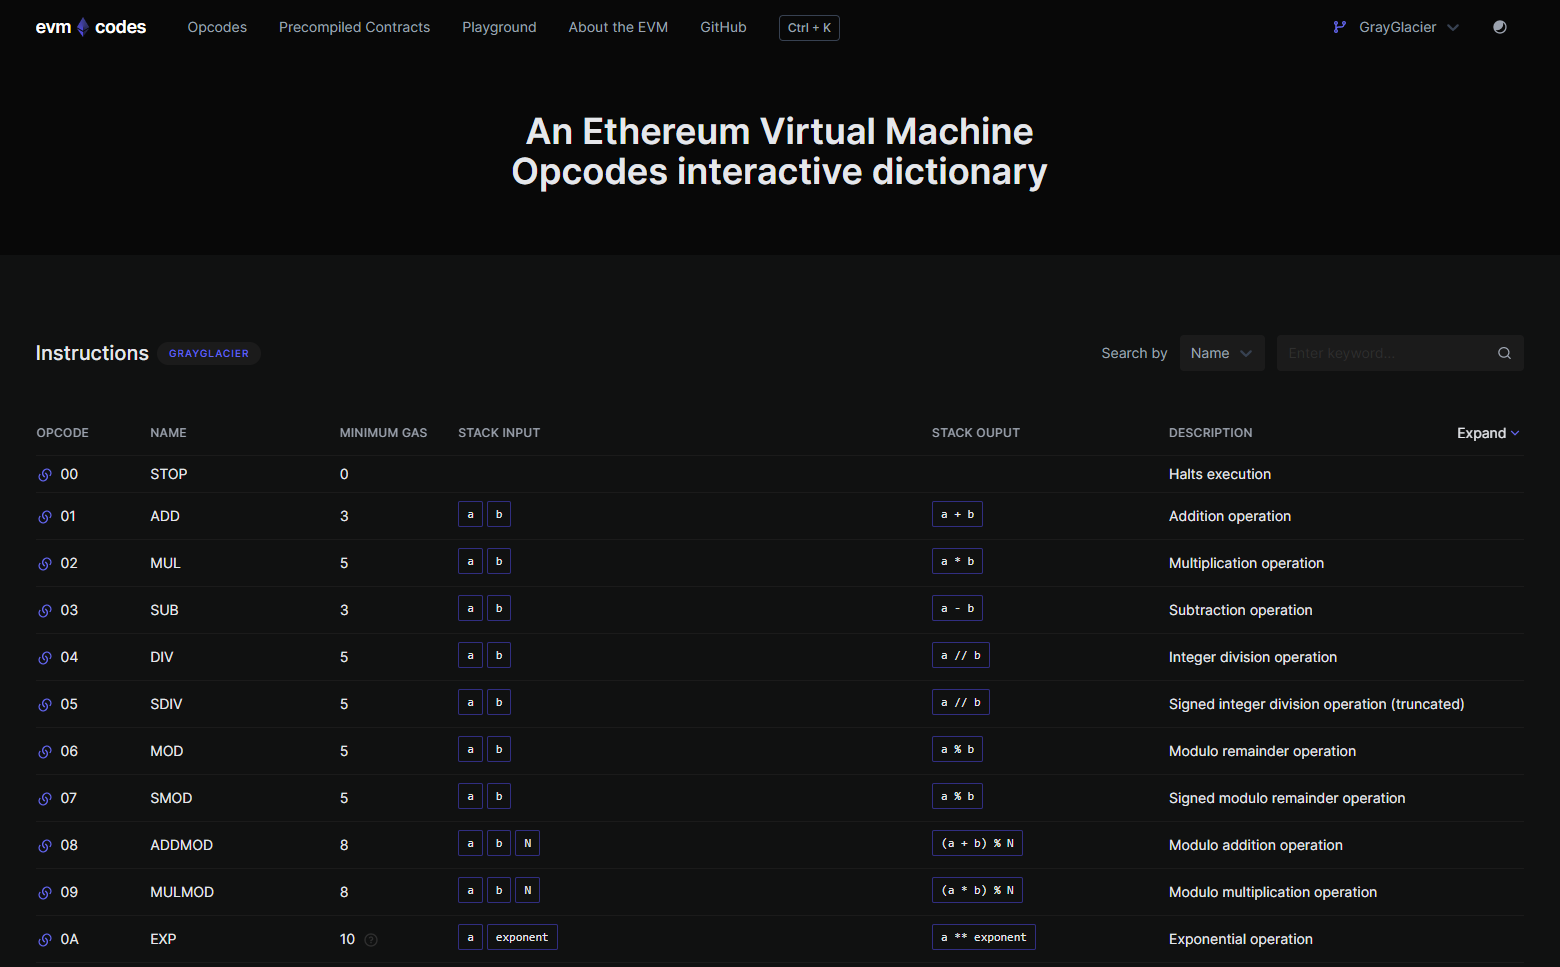 evm codes Opcodes Precompiled Contracts Playground About the EVM GitHub Ctrl + K GrayGlacier
An Ethereum Virtual Machine
Opcodes interactive dictionary
Instructions GRAYGLACIER Search by Name Enter keyword...
OPCODE NAME MINIMUM GAS STACK INPUT STACK OUPUT DESCRIPTION Expand
00 STOP 0 Halts execution
01 ADD 3 a b a + b Addition operation
02 MUL 5 a b a * b Multiplication operation
03 SUB 3 a b a - b Subtraction operation
04 DIV 5 a b a // b Integer division operation
05 SDIV 5 a b a // b Signed integer division operation (truncated)
06 MOD 5 a b a % b Modulo remainder operation
07 SMOD 5 a b a % b Signed modulo remainder operation
08 ADDMOD 8 a b N (a + b) % N Modulo addition operation
09 MULMOD 8 a b N (a * b) % N Modulo multiplication operation
0A EXP 10 ? a exponent a ** exponent Exponential operation